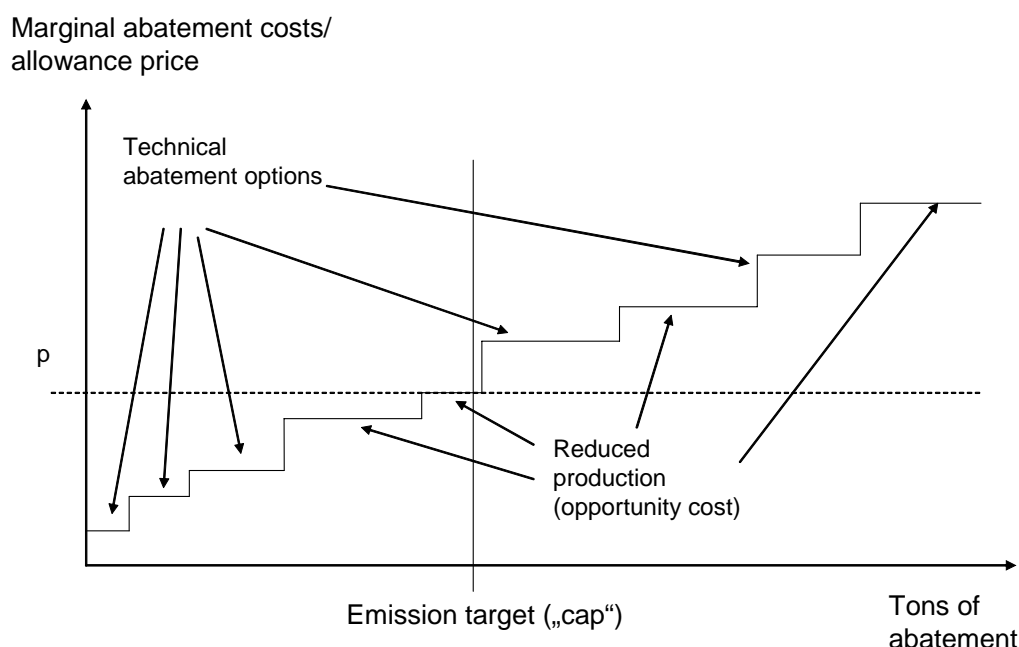 Marginal abatement costs/
allowance price
Technical
abatement options
p
Reduced
production
(opportunity cost)
Emission target („cap“)
Tons of
abatement